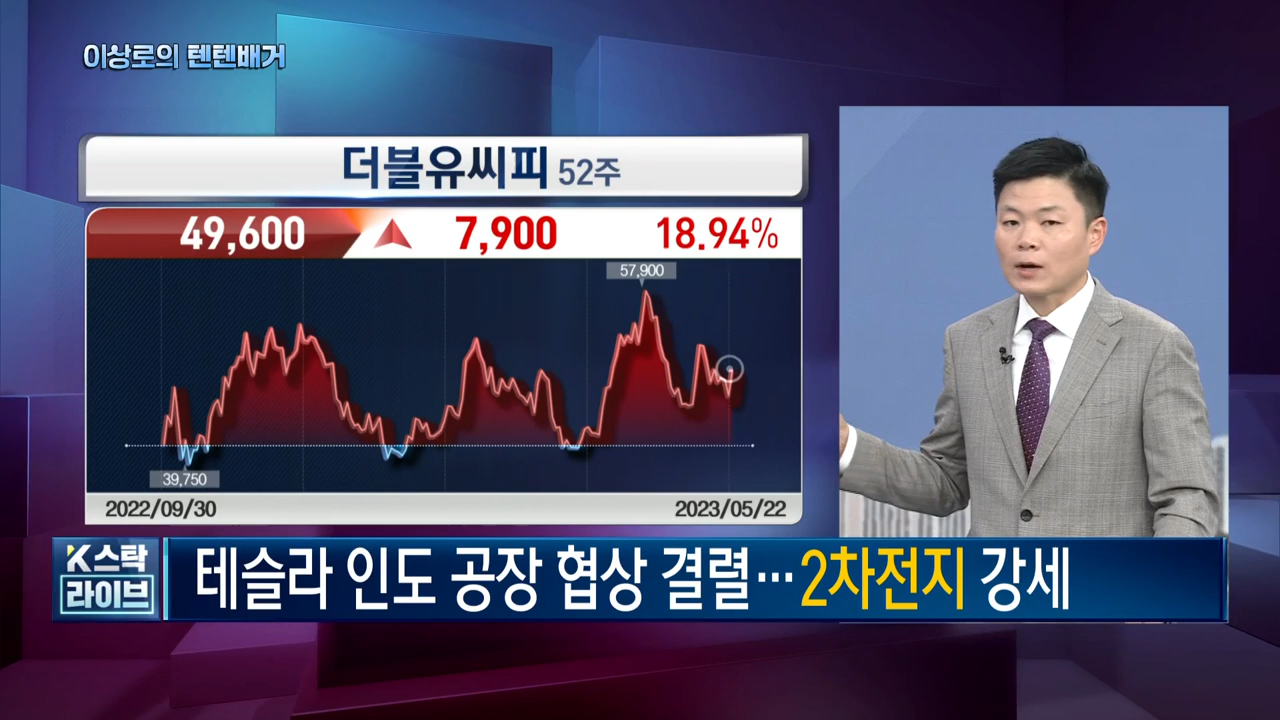 이상로의 텐텐배거
더블유씨피 52주
49,600 ▲ 7,900 18.94%
57,900
39,750
2022/09/30 2023/05/22
K스탁
라이브
테슬라 인도 공장 협상 결렬…2차전지 강세